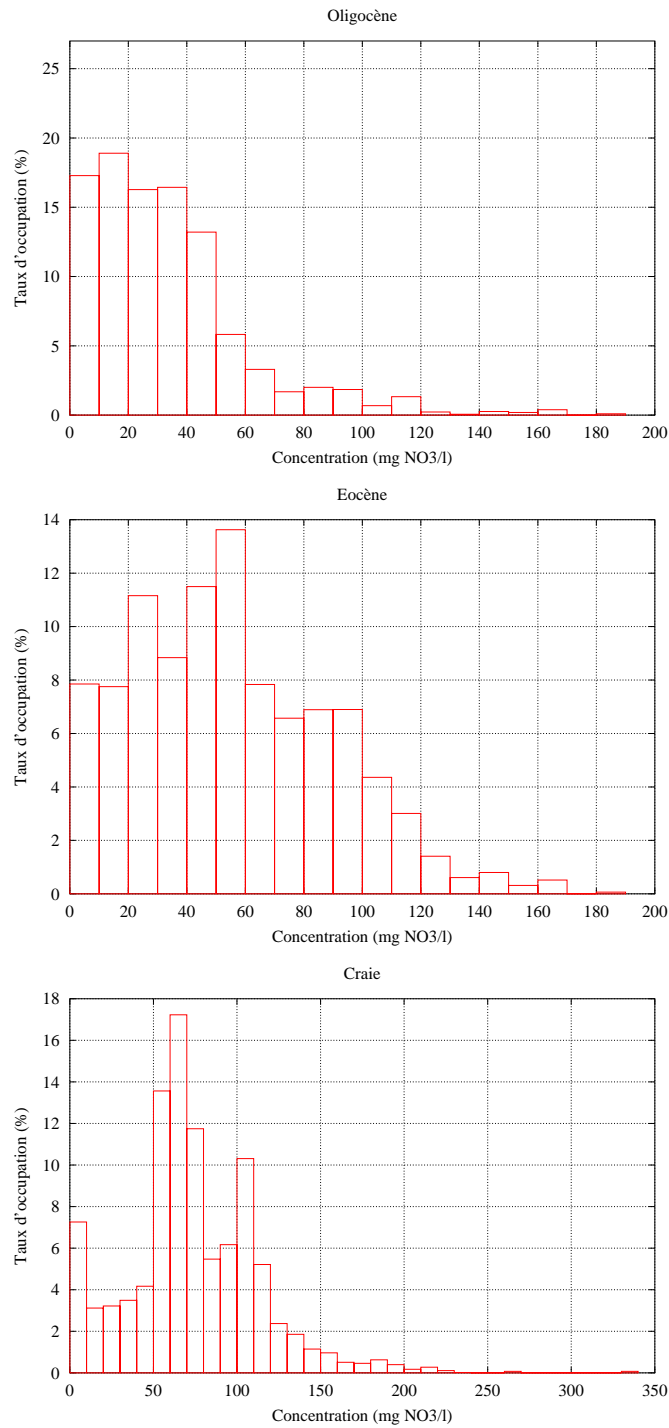 Oligocène
25
20
15
10
5
0
Taux d'occupation (%)
0 20 40 60 80 100 120 140 160 180 200
Concentration (mg NO3/l)
Eocène
14
12
10
8
6
4
2
0
Taux d'occupation (%)
0 20 40 60 80 100 120 140 160 180 200
Concentration (mg NO3/l)
Craie
18
16
14
12
10
8
6
4
2
0
Taux d'occupation (%)
0 50 100 150 200 250 300 350
Concentration (mg NO3/l)